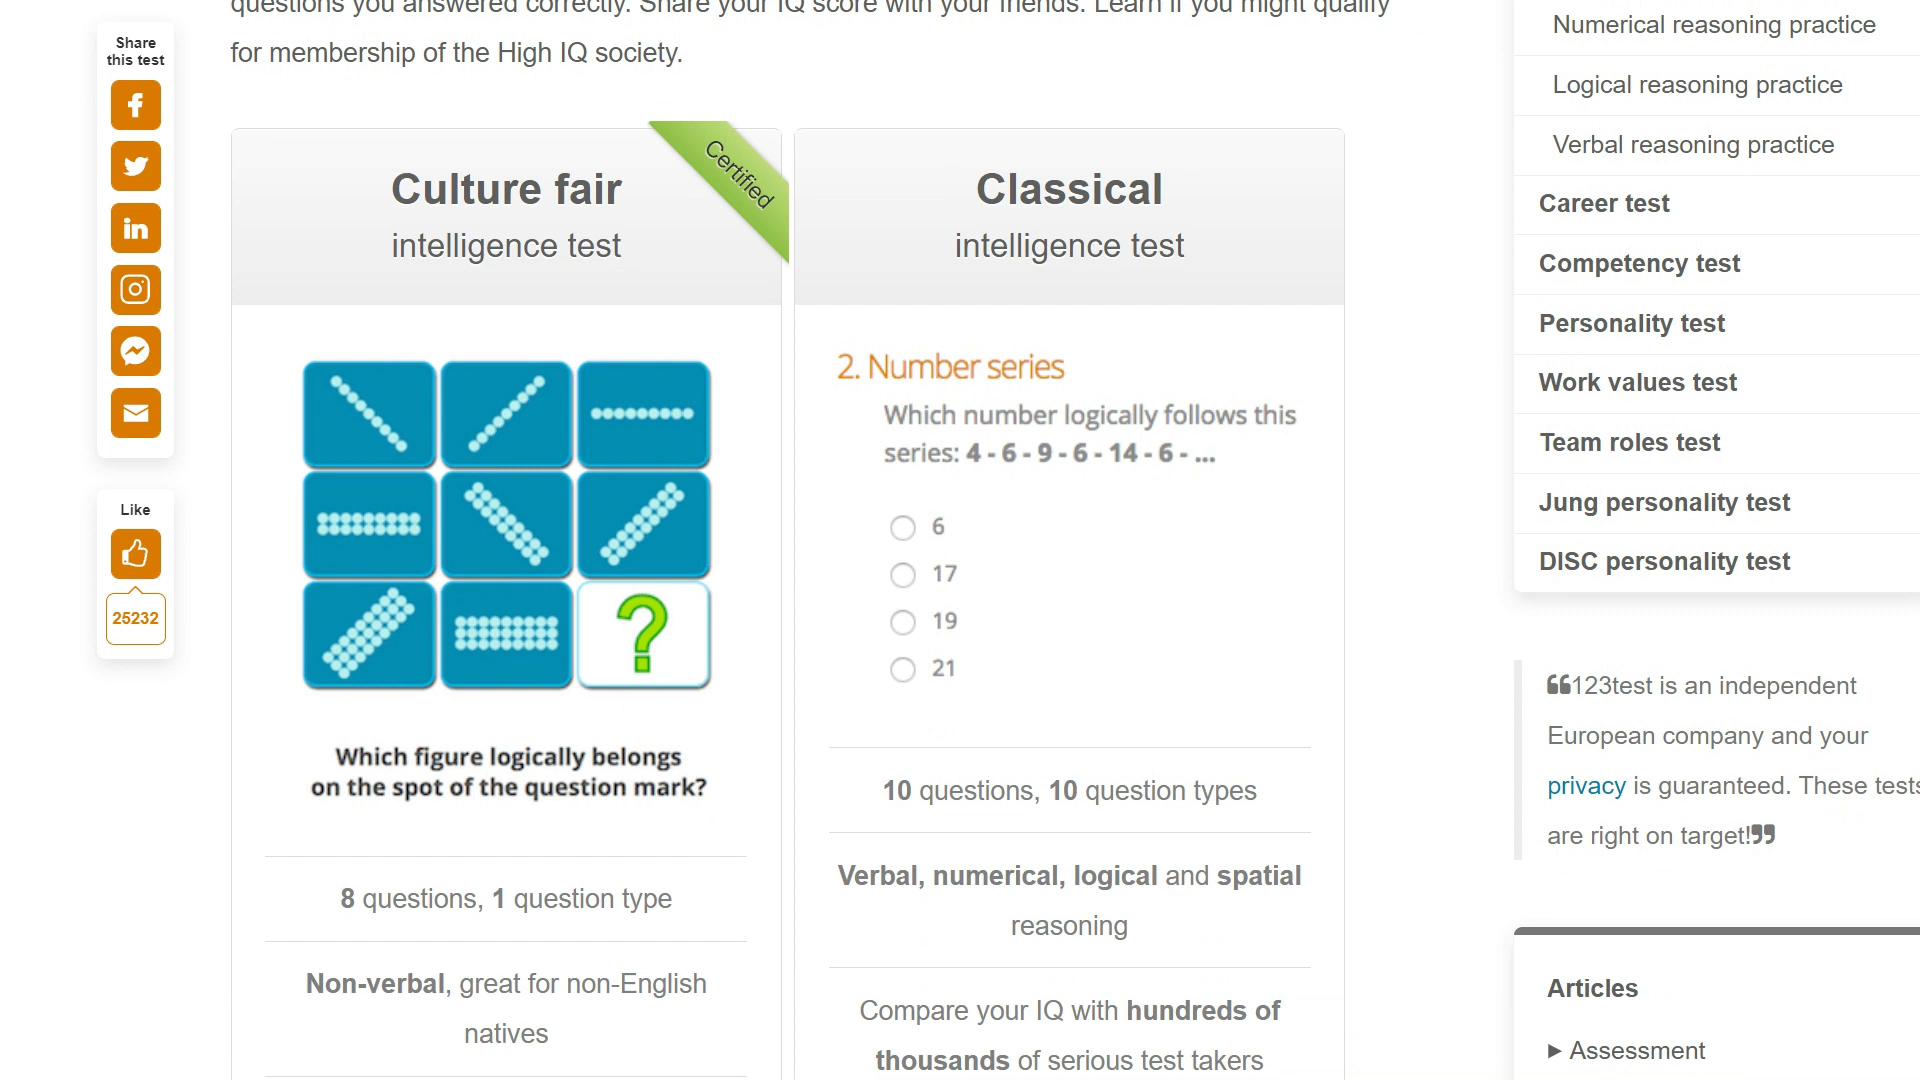 questions you answered correctly. Share your IQ score with your friends. Learn if you might qualify
for membership of the High IQ society.
Share
this test
Like
25232
Certified
Culture fair
intelligence test
Which figure logically belongs
on the spot of the question mark?
8 questions, 1 question type
Non-verbal, great for non-English
natives
Classical
intelligence test
2. Number series
Which number logically follows this
series: 4 - 6 - 9 - 6 - 14 - 6 - ...
6
17
19
21
10 questions, 10 question types
Verbal, numerical, logical and spatial
reasoning
Compare your IQ with hundreds of
thousands of serious test takers
Numerical reasoning practice
Logical reasoning practice
Verbal reasoning practice
Career test
Competency test
Personality test
Work values test
Team roles test
Jung personality test
DISC personality test
❝123test is an independent
European company and your
privacy is guaranteed. These tests
are right on target!❞
Articles
▶ Assessment